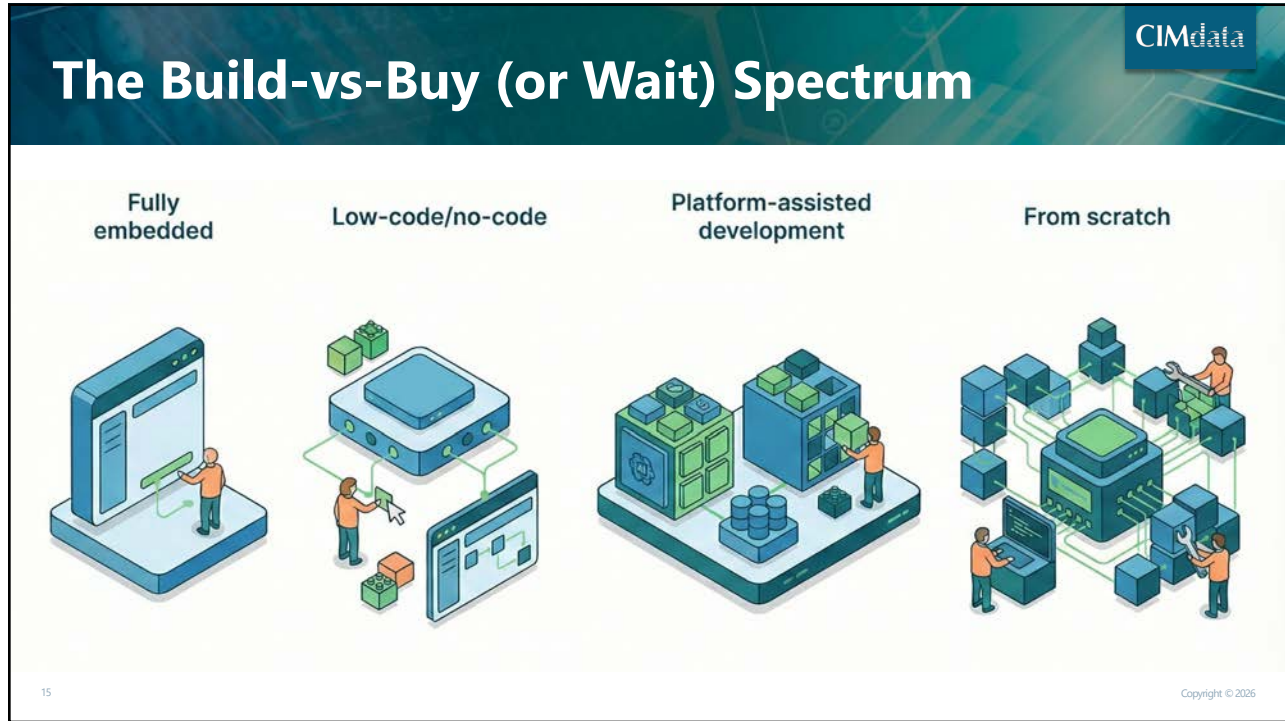 CIMdata
The Build-vs-Buy (or Wait) Spectrum
Fully
embedded
Low-code/no-code
Platform-assisted
development
From scratch
15
Copyright © 2026